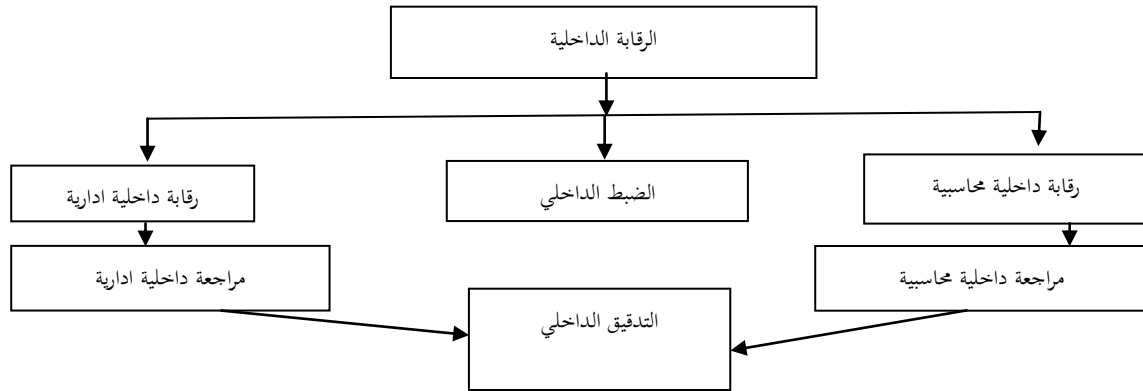 الرقابة الداخلية
رقابة داخلية محاسبية
الضبط الداخلي
رقابة داخلية ادارية
مراجعة داخلية محاسبية
مراجعة داخلية ادارية
التدقيق الداخلي